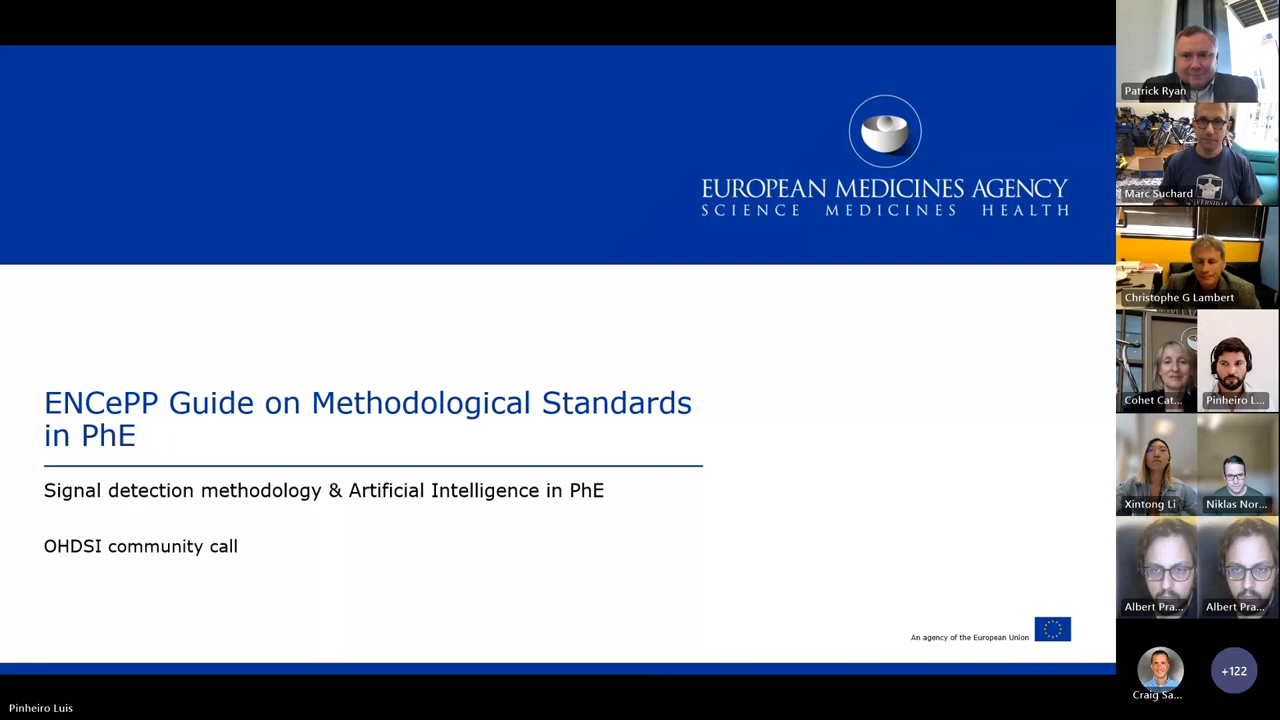 EUROPEAN MEDICINES AGENCY
SCIENCE MEDICINES HEALTH
ENCePP Guide on Methodological Standards
in PhE
Signal detection methodology & Artificial Intelligence in PhE
OHDSI community call
An agency of the European Union
Pinheiro Luis
Patrick Ryan
Marc Suchard
Christophe G Lambert
Cohet Cat...
Pinheiro L...
Xintong Li
Niklas Nor...
Albert Pra...
Albert Pra...
Craig Sa...
+122